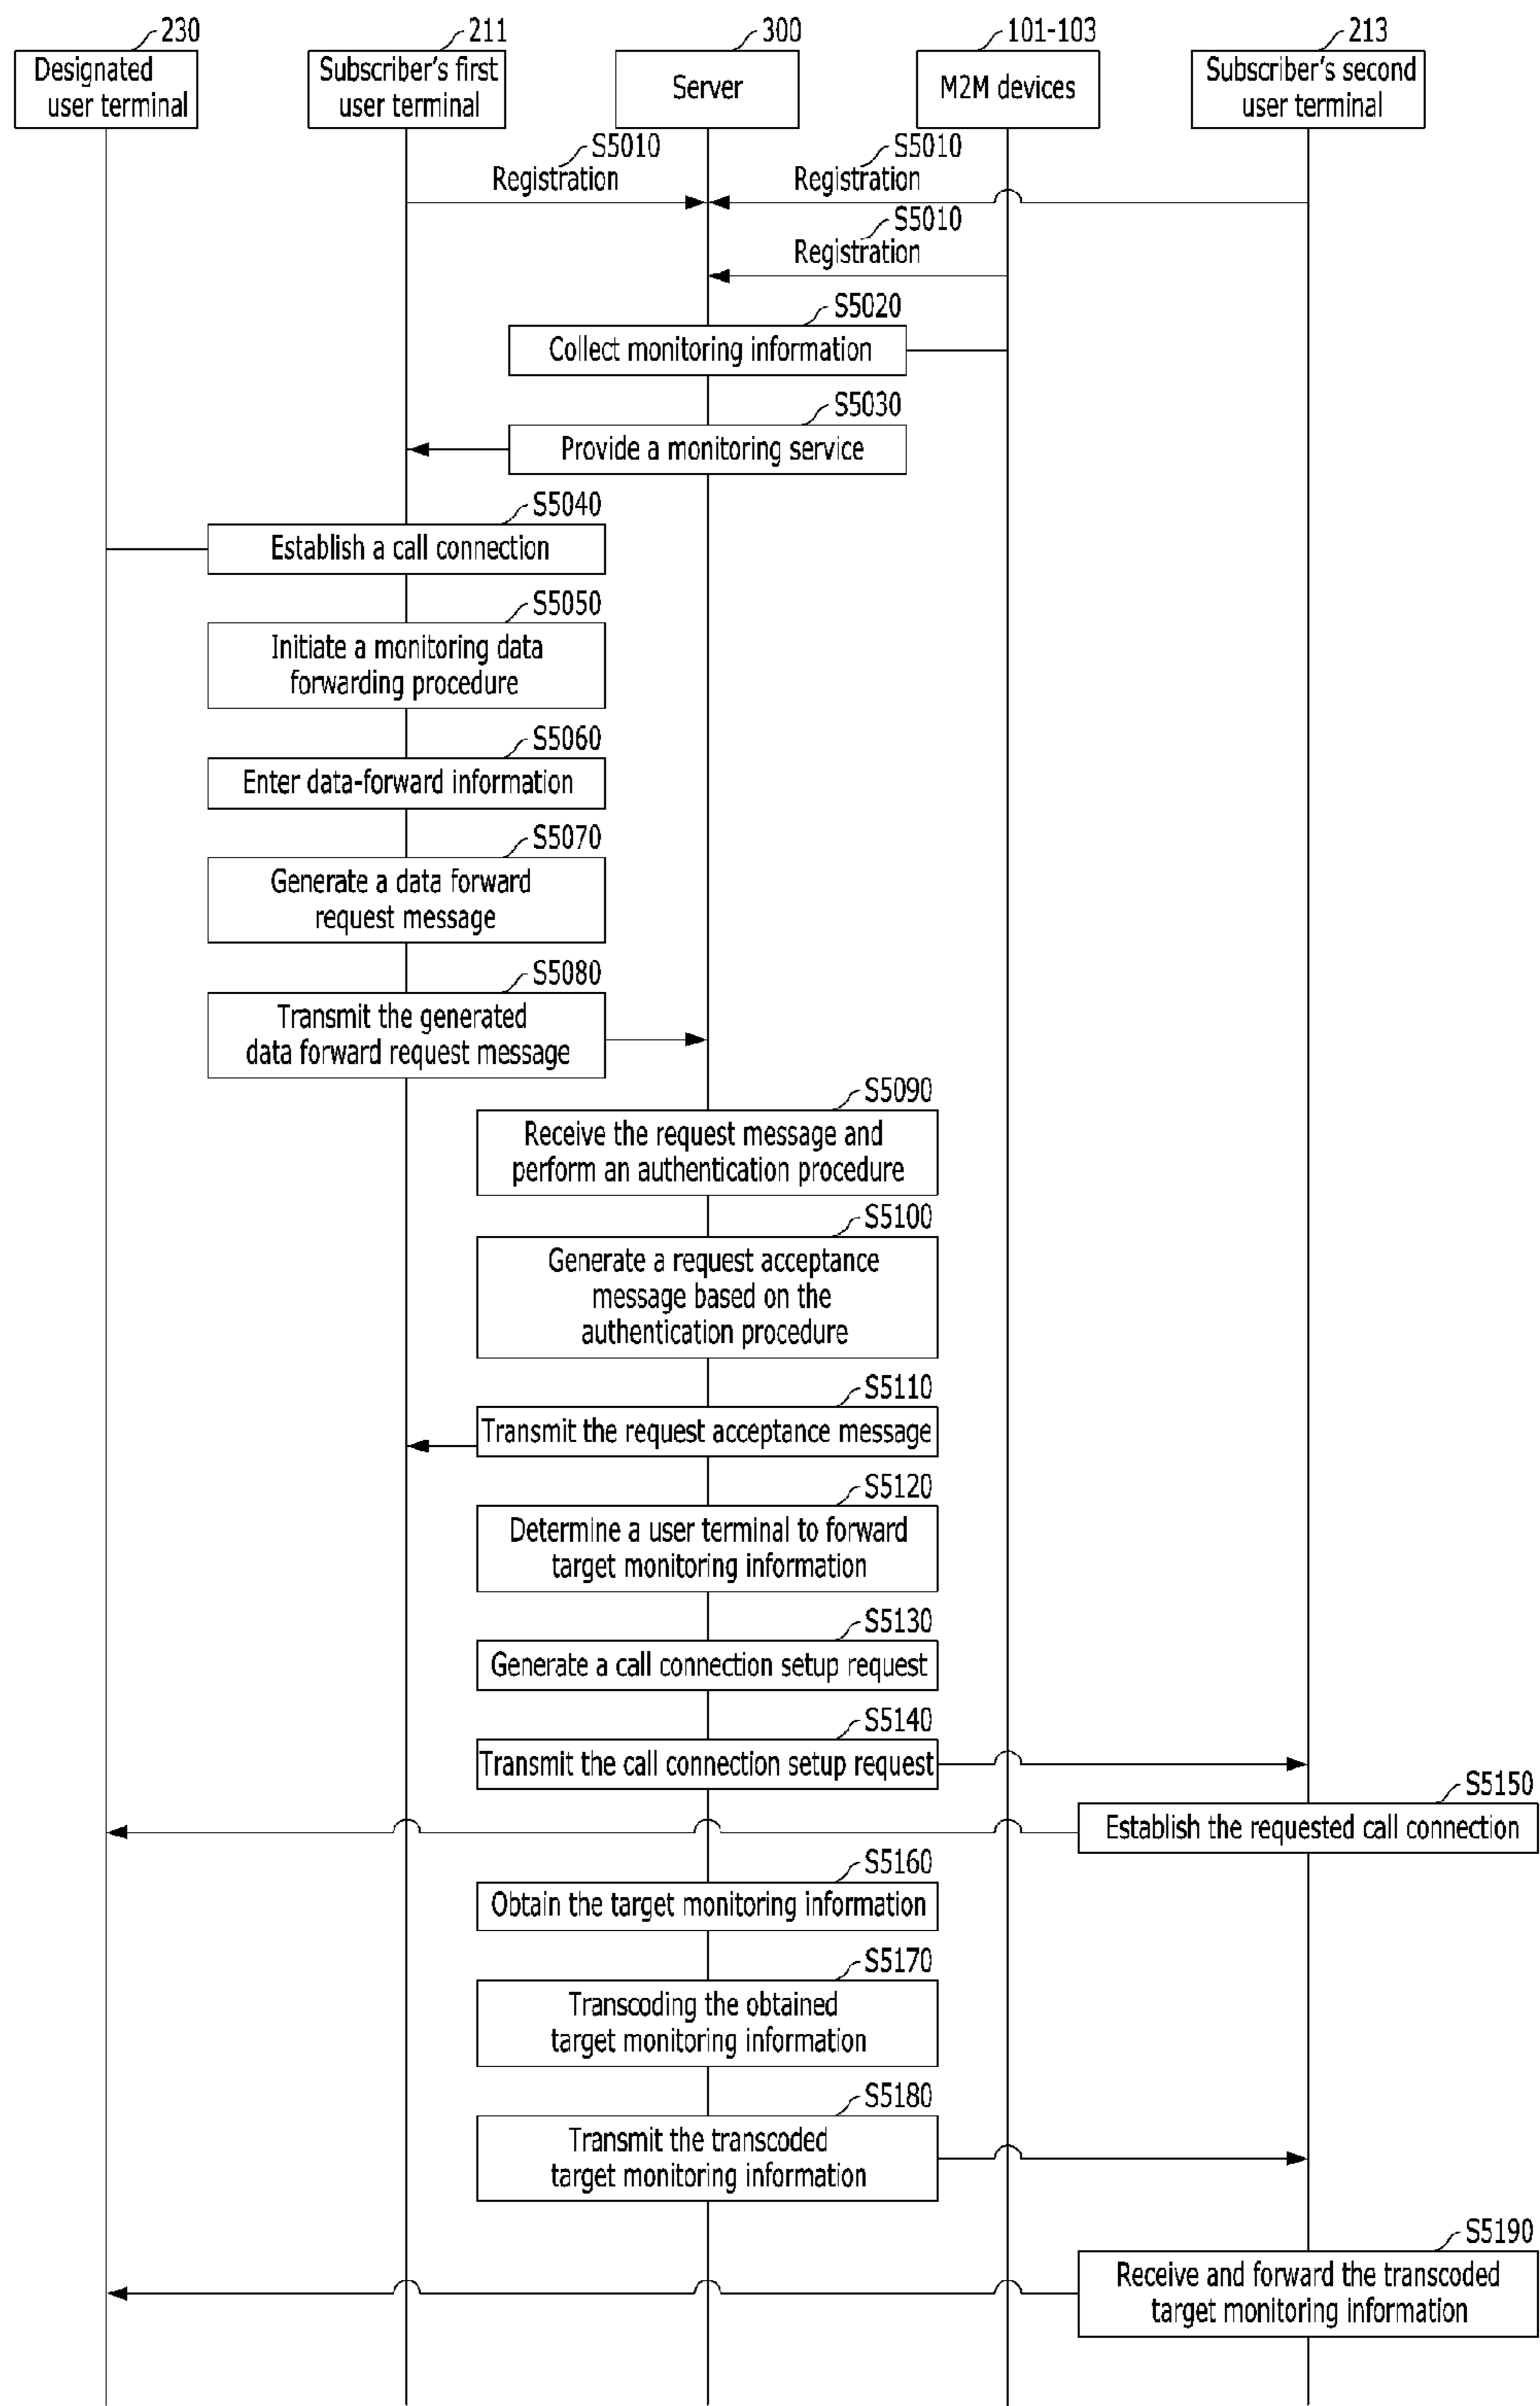 230
211
300
101-103
213
Designated
user terminal
Subscriber's first
user terminal
Server
M2M devices
Subscriber's second
user terminal
S5010
Registration
S5010
Registration
S5010
Registration
S5020
Collect monitoring information
S5030
Provide a monitoring service
S5040
Establish a call connection
S5050
Initiate a monitoring data
forwarding procedure
S5060
Enter data-forward information
S5070
Generate a data forward
request message
S5080
Transmit the generated
data forward request message
S5090
Receive the request message and
perform an authentication procedure
S5100
Generate a request acceptance
message based on the
authentication procedure
S5110
Transmit the request acceptance message
S5120
Determine a user terminal to forward
target monitoring information
S5130
Generate a call connection setup request
S5140
Transmit the call connection setup request
S5150
Establish the requested call connection
S5160
Obtain the target monitoring information
S5170
Transcoding the obtained
target monitoring information
S5180
Transmit the transcoded
target monitoring information
S5190
Receive and forward the transcoded
target monitoring information